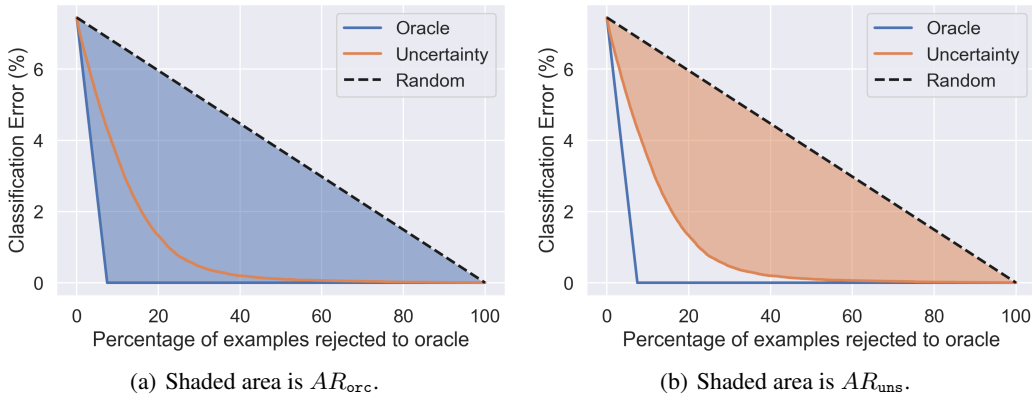 Classification Error (%)
6
4
2
0
Oracle
Uncertainty
Random
0 20 40 60 80 100
Percentage of examples rejected to oracle
(a) Shaded area is AR_orc.
Classification Error (%)
6
4
2
0
Oracle
Uncertainty
Random
0 20 40 60 80 100
Percentage of examples rejected to oracle
(b) Shaded area is AR_uns.